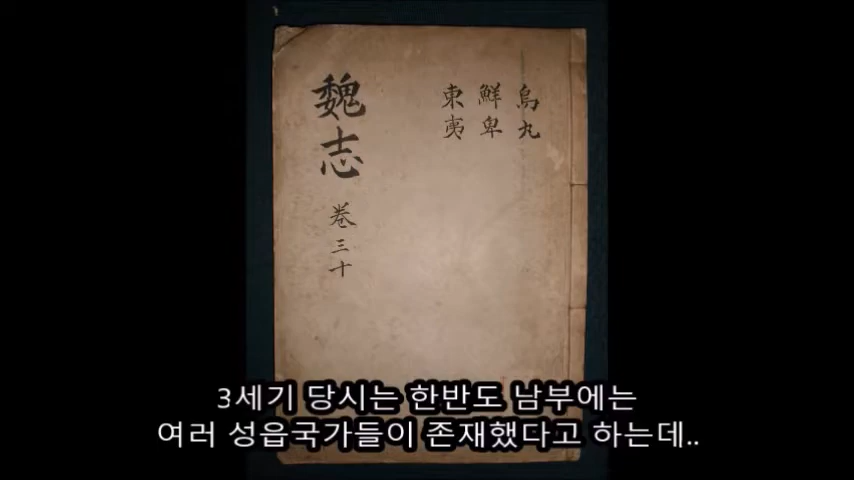 烏丸
鮮卑
東夷
魏志 卷三十
3세기 당시는 한반도 남부에는
여러 성읍국가들이 존재했다고 하는데..